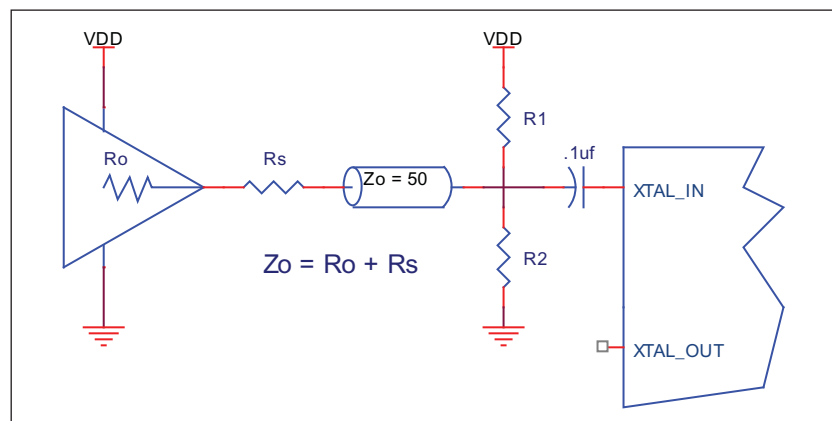 VDD
VDD
R1
.1uf
Ro
Rs
Zo = 50
XTAL_IN
Zo = Ro + Rs
R2
XTAL_OUT